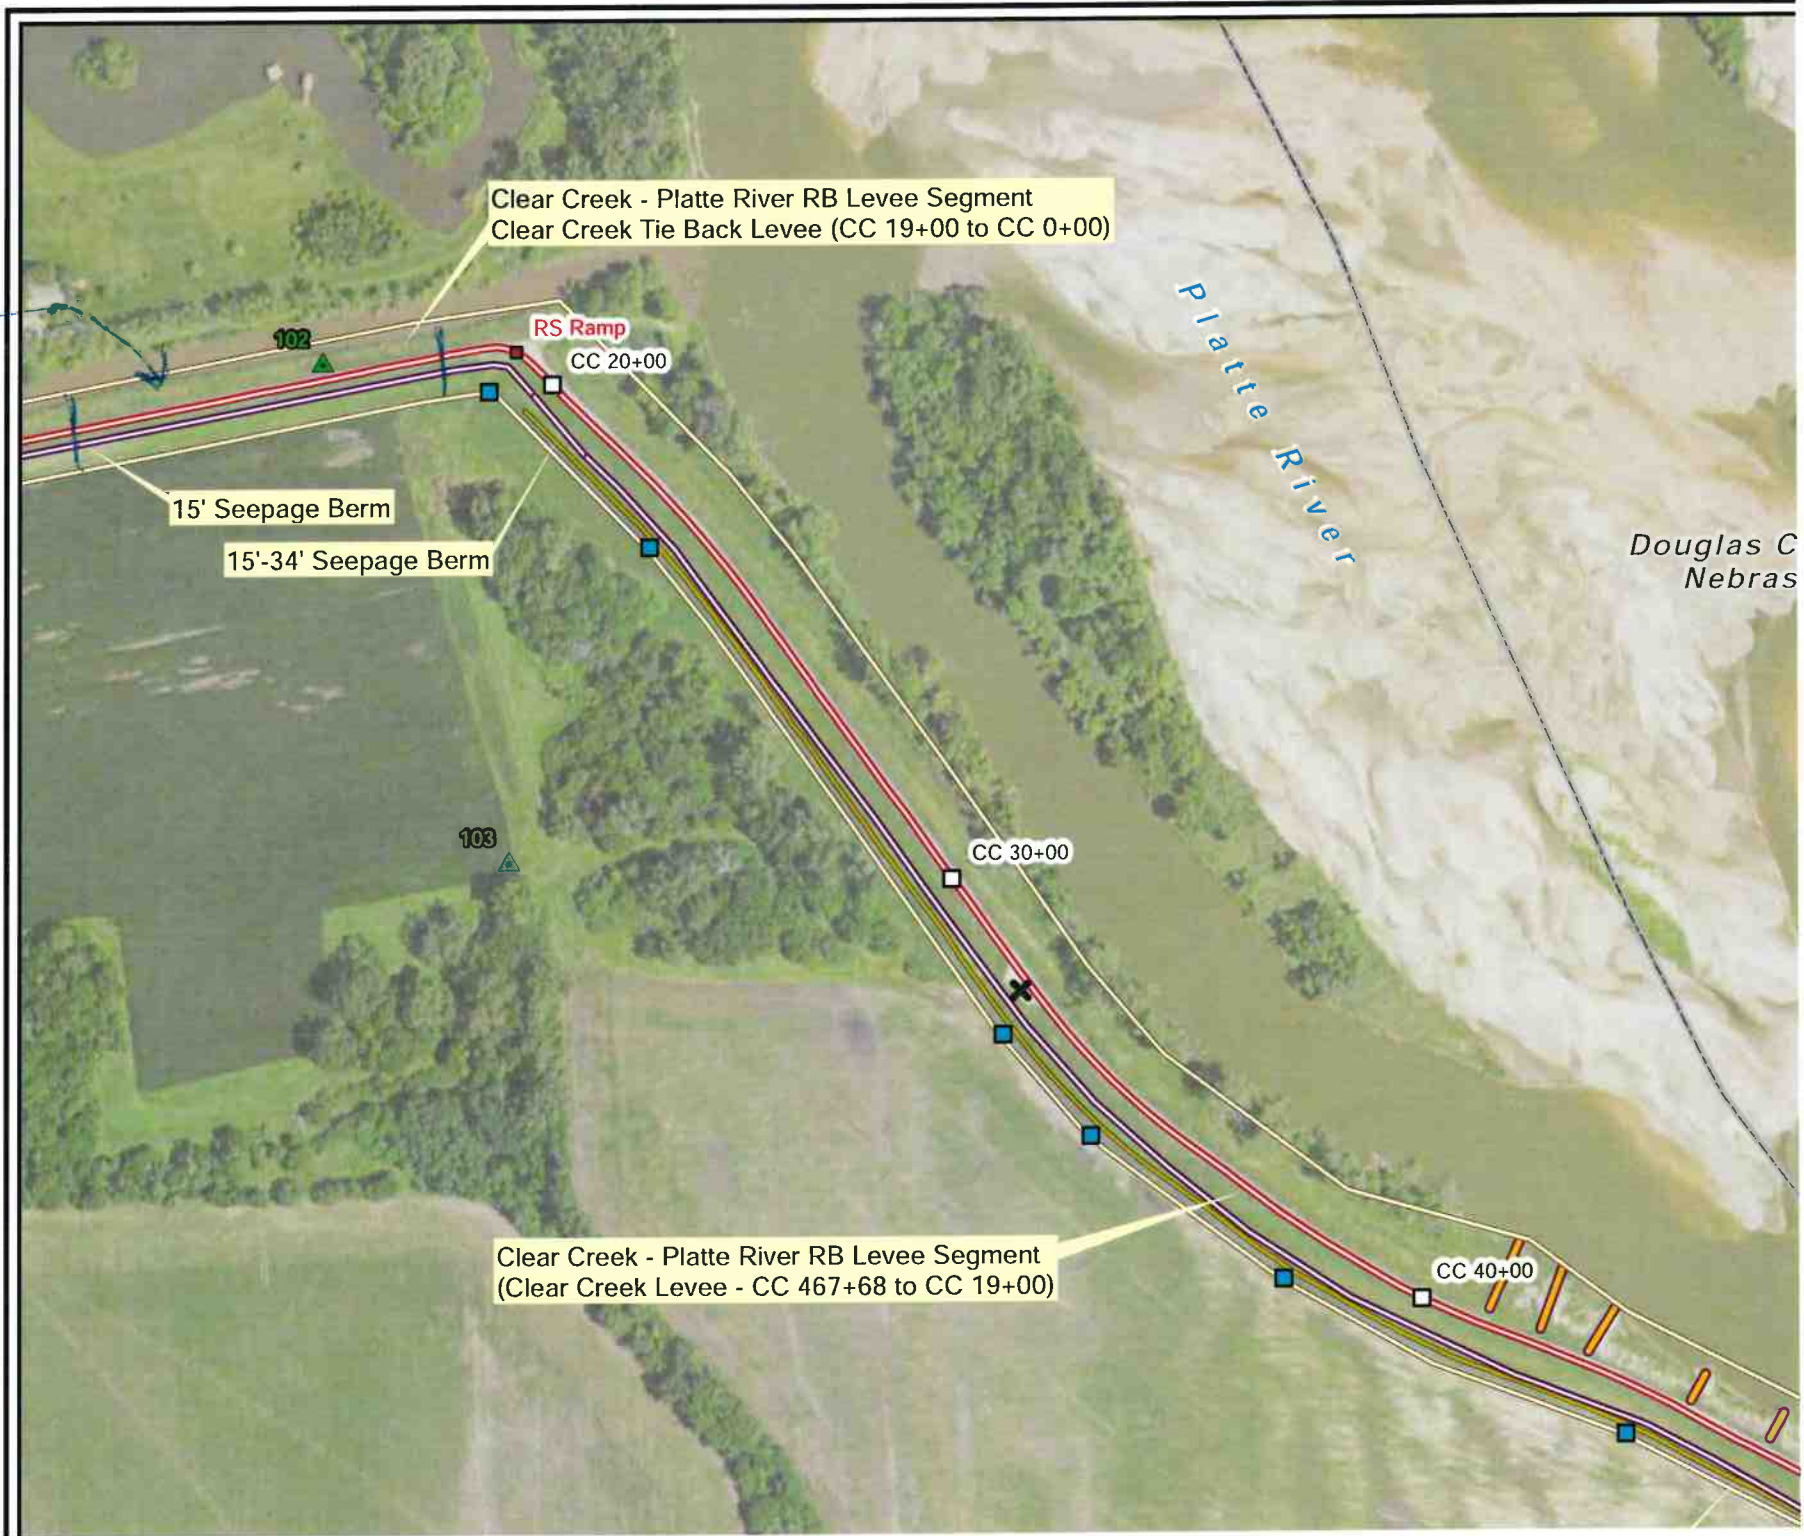 Clear Creek - Platte River RB Levee Segment
Clear Creek Tie Back Levee (CC 19+00 to CC 0+00)
RS Ramp
102
CC 20+00
Platte River
15' Seepage Berm
15'-34' Seepage Berm
Douglas C
Nebras
103
CC 30+00
Clear Creek - Platte River RB Levee Segment
(Clear Creek Levee - CC 467+68 to CC 19+00)
CC 40+00